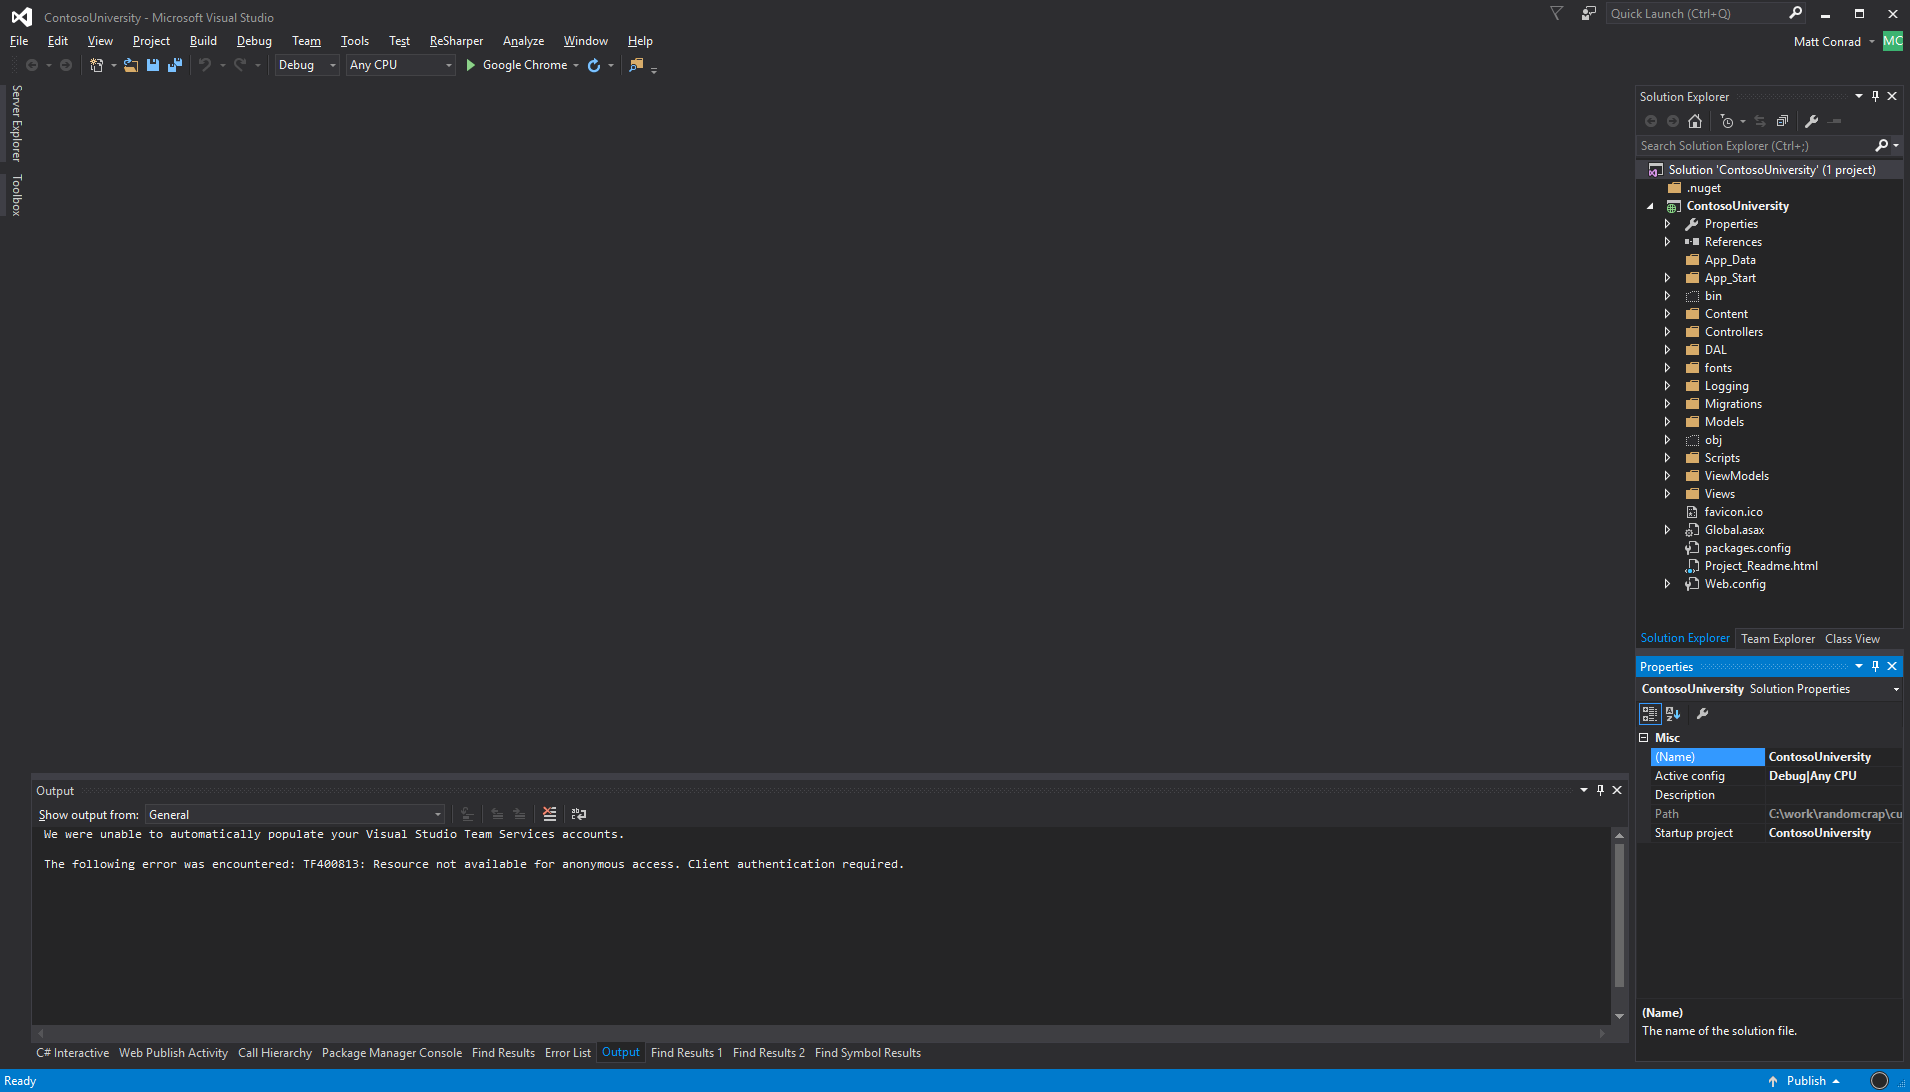 ContosoUniversity - Microsoft Visual Studio
Quick Launch (Ctrl+Q)
File Edit View Project Build Debug Team Tools Test ReSharper Analyze Window Help
Matt Conrad MC
Debug Any CPU Google Chrome
Server Explorer
Toolbox
Solution Explorer
Search Solution Explorer (Ctrl+;)
Solution 'ContosoUniversity' (1 project)
.nuget
ContosoUniversity
Properties
References
App_Data
App_Start
bin
Content
Controllers
DAL
fonts
Logging
Migrations
Models
obj
Scripts
ViewModels
Views
favicon.ico
Global.asax
packages.config
Project_Readme.html
Web.config
Solution Explorer Team Explorer Class View
Properties
ContosoUniversity Solution Properties
Misc
(Name) ContosoUniversity
Active config Debug|Any CPU
Description
Path C:\work\randomcrap\cu
Startup project ContosoUniversity
(Name)
The name of the solution file.
Output
Show output from: General
We were unable to automatically populate your Visual Studio Team Services accounts.
The following error was encountered: TF400813: Resource not available for anonymous access. Client authentication required.
C# Interactive Web Publish Activity Call Hierarchy Package Manager Console Find Results Error List Output Find Results 1 Find Results 2 Find Symbol Results
Ready
Publish